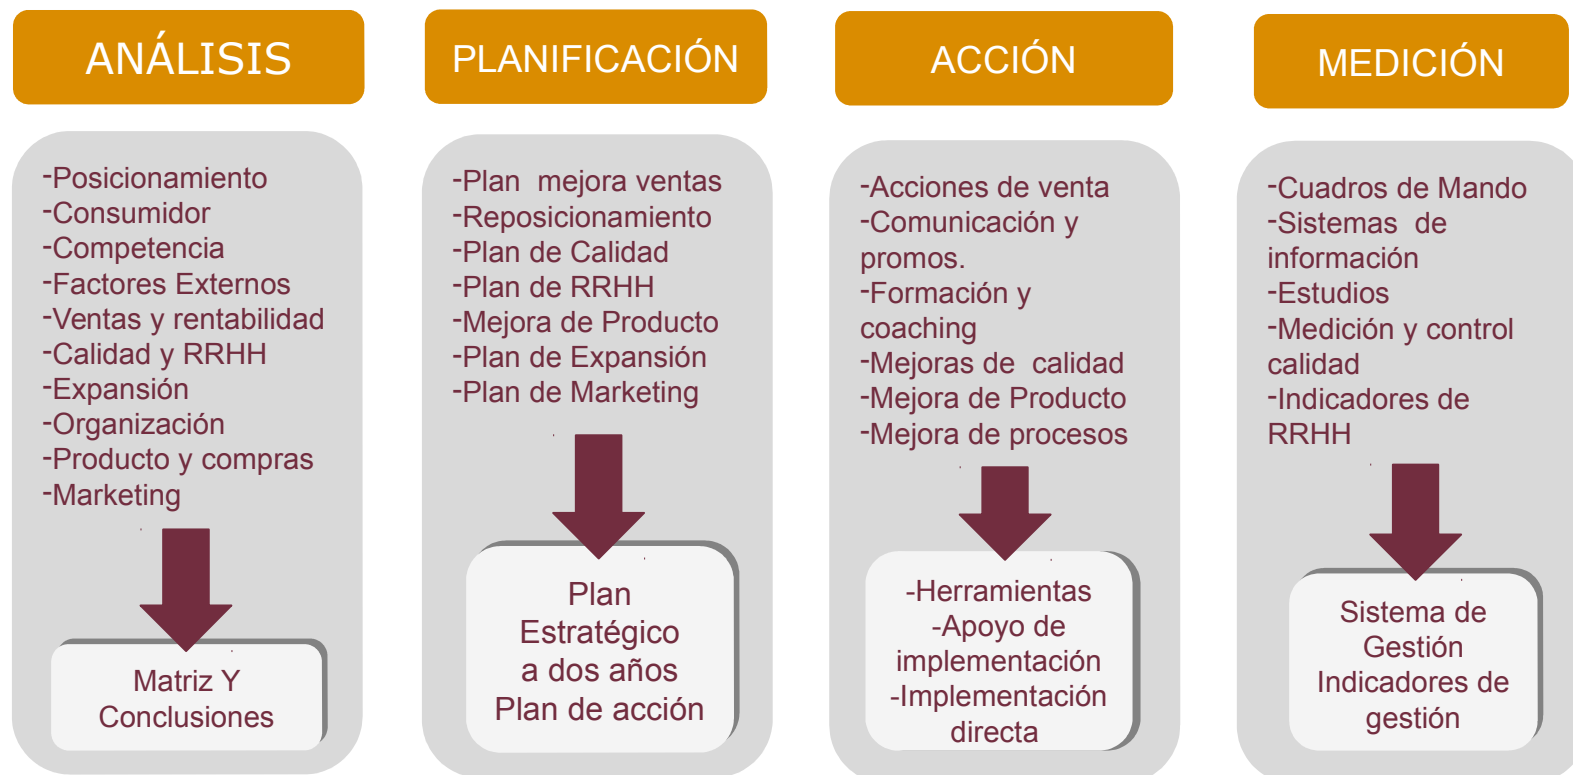 ANÁLISIS
-Posicionamiento
-Consumidor
-Competencia
-Factores Externos
-Ventas y rentabilidad
-Calidad y RRHH
-Expansión
-Organización
-Producto y compras
-Marketing
Matriz Y
Conclusiones
PLANIFICACIÓN
-Plan  mejora ventas
-Reposicionamiento
-Plan de Calidad
-Plan de RRHH
-Mejora de Producto
-Plan de Expansión
-Plan de Marketing
Plan
Estratégico
a dos años
Plan de acción
ACCIÓN
-Acciones de venta
-Comunicación y
promos.
-Formación y
coaching
-Mejoras de  calidad
-Mejora de Producto
-Mejora de procesos
-Herramientas
-Apoyo de
implementación
-Implementación
directa
MEDICIÓN
-Cuadros de Mando
-Sistemas  de
información
-Estudios
-Medición y control
calidad
-Indicadores de
RRHH
Sistema de
Gestión
Indicadores de
gestión